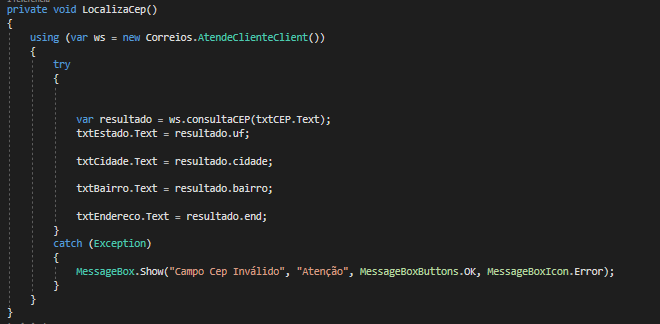 private void LocalizaCep()
{
using (var ws = new Correios.AtendeClienteClient())
{
try
{
var resultado = ws.consultaCEP(txtCEP.Text);
txtEstado.Text = resultado.uf;
txtCidade.Text = resultado.cidade;
txtBairro.Text = resultado.bairro;
txtEndereco.Text = resultado.end;
}
catch (Exception)
{
MessageBox.Show("Campo Cep Inválido", "Atenção", MessageBoxButtons.OK, MessageBoxIcon.Error);
}
}
}